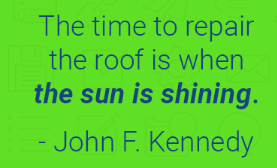 The time to repair
the roof is when
the sun is shining.
- John F. Kennedy